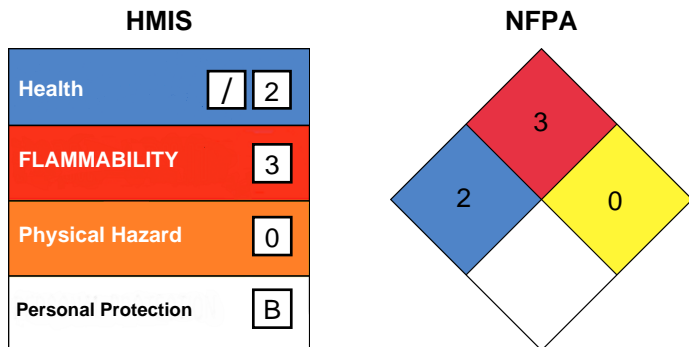 HMIS
Health / 2
FLAMMABILITY 3
Physical Hazard 0
Personal Protection B
NFPA
3
2 0